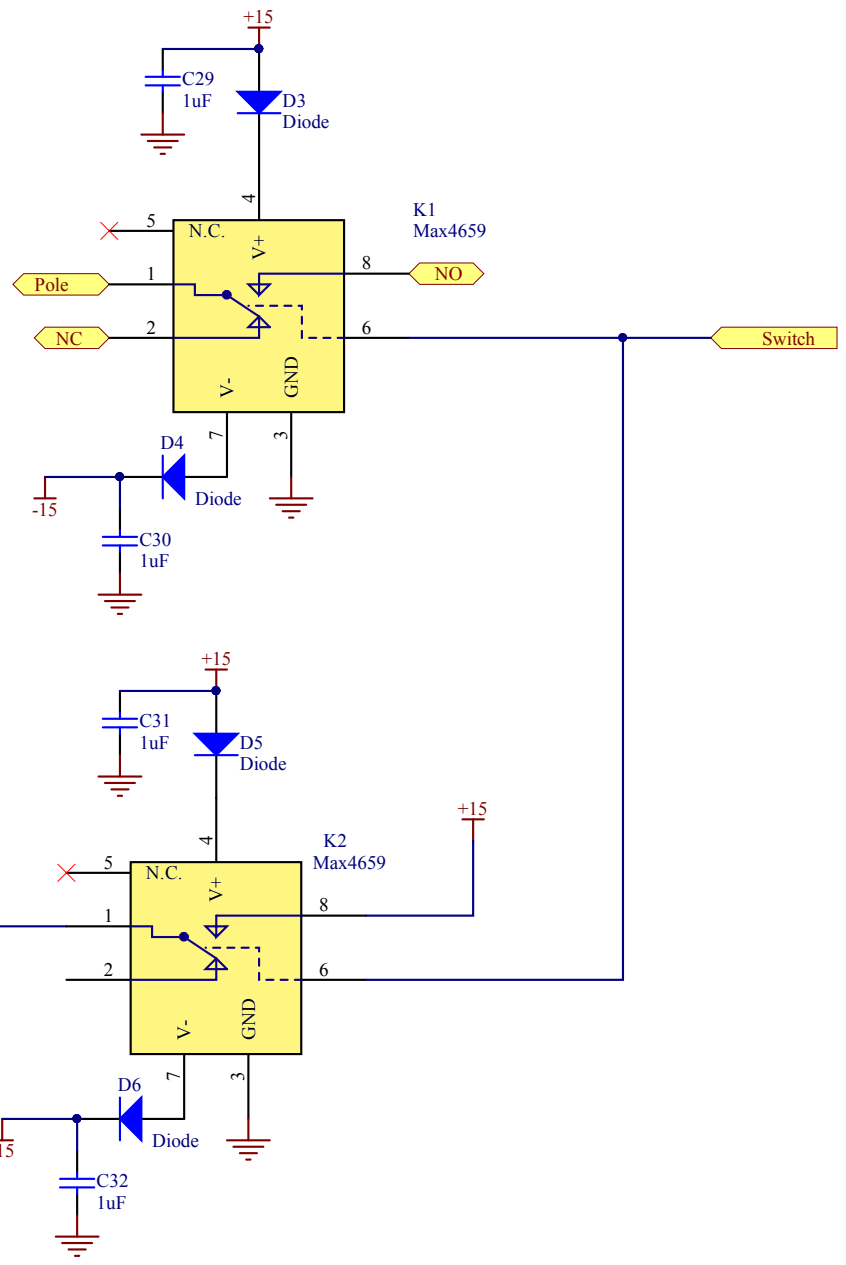 +15
C29
1uF
D3
Diode
4
K1
Max4659
5
N.C.
V+
8
NO
Pole
1
NC
2
6
Switch
V-
GND
7
3
D4
Diode
-15
C30
1uF
+15
C31
1uF
D5
Diode
+15
4
K2
Max4659
5
N.C.
V+
8
1
2
6
V-
GND
7
3
D6
Diode
15
C32
1uF